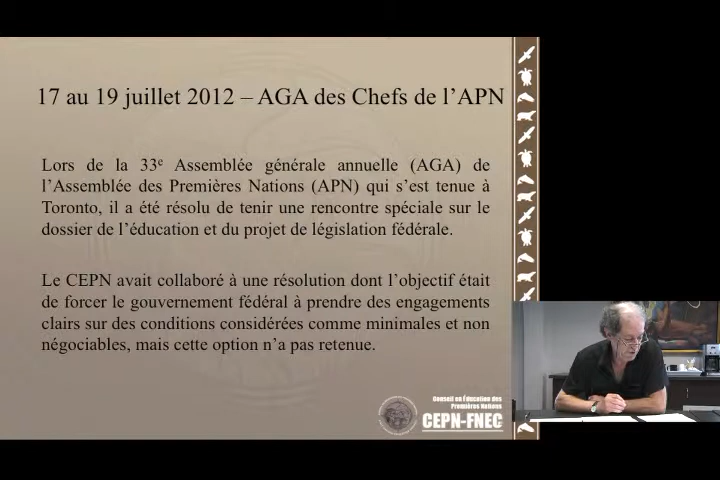 17 au 19 juillet 2012 – AGA des Chefs de l’APN
Lors de la 33e Assemblée générale annuelle (AGA) de
l’Assemblée des Premières Nations (APN) qui s’est tenue à
Toronto, il a été résolu de tenir une rencontre spéciale sur le
dossier de l’éducation et du projet de législation fédérale.
Le CEPN avait collaboré à une résolution dont l’objectif était
de forcer le gouvernement fédéral à prendre des engagements
clairs sur des conditions considérées comme minimales et non
négociables, mais cette option n’a pas retenue.
Conseil en Éducation des
Premières Nations
CEPN-FNEC